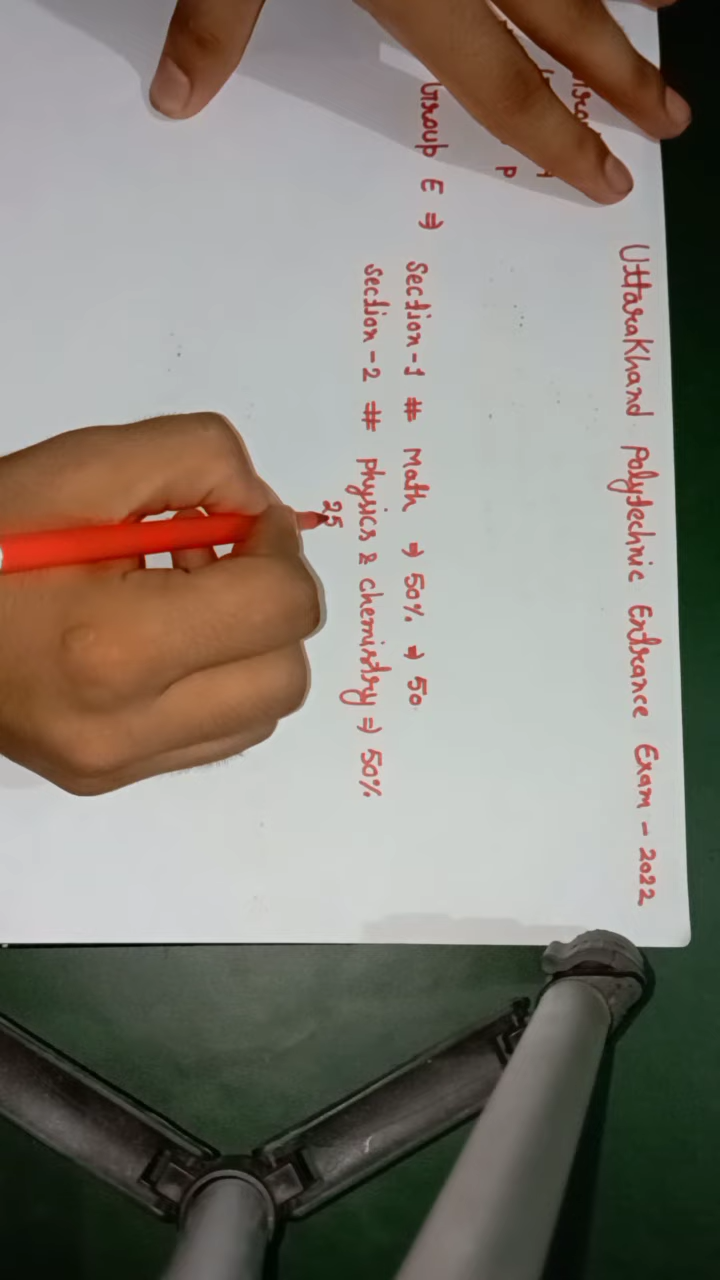 Uttarakhand Polytechnic Entrance Exam - 2022
Group E ⇒ Section-1 # Math → 50% → 50
Section-2 # Physics & chemistry ⇒ 50%
25